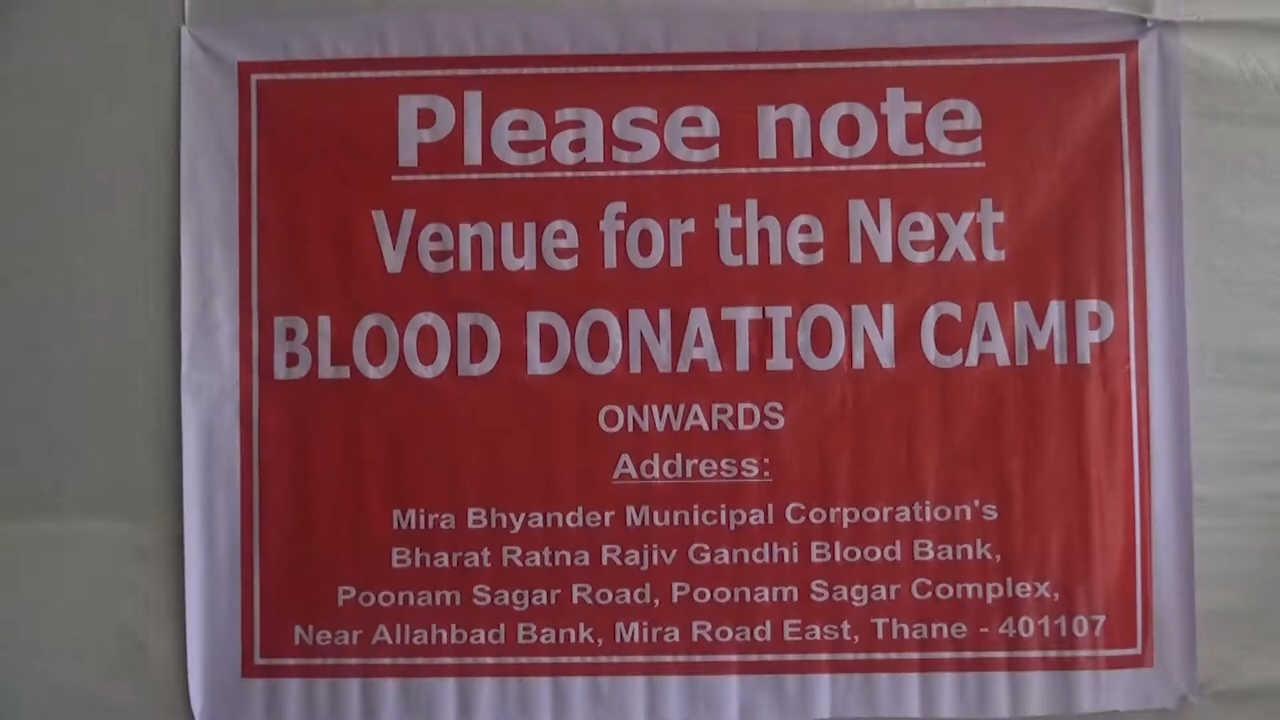 Please note
Venue for the Next
BLOOD DONATION CAMP
ONWARDS
Address:
Mira Bhyander Municipal Corporation's
Bharat Ratna Rajiv Gandhi Blood Bank,
Poonam Sagar Road, Poonam Sagar Complex,
Near Allahbad Bank, Mira Road East, Thane - 401107